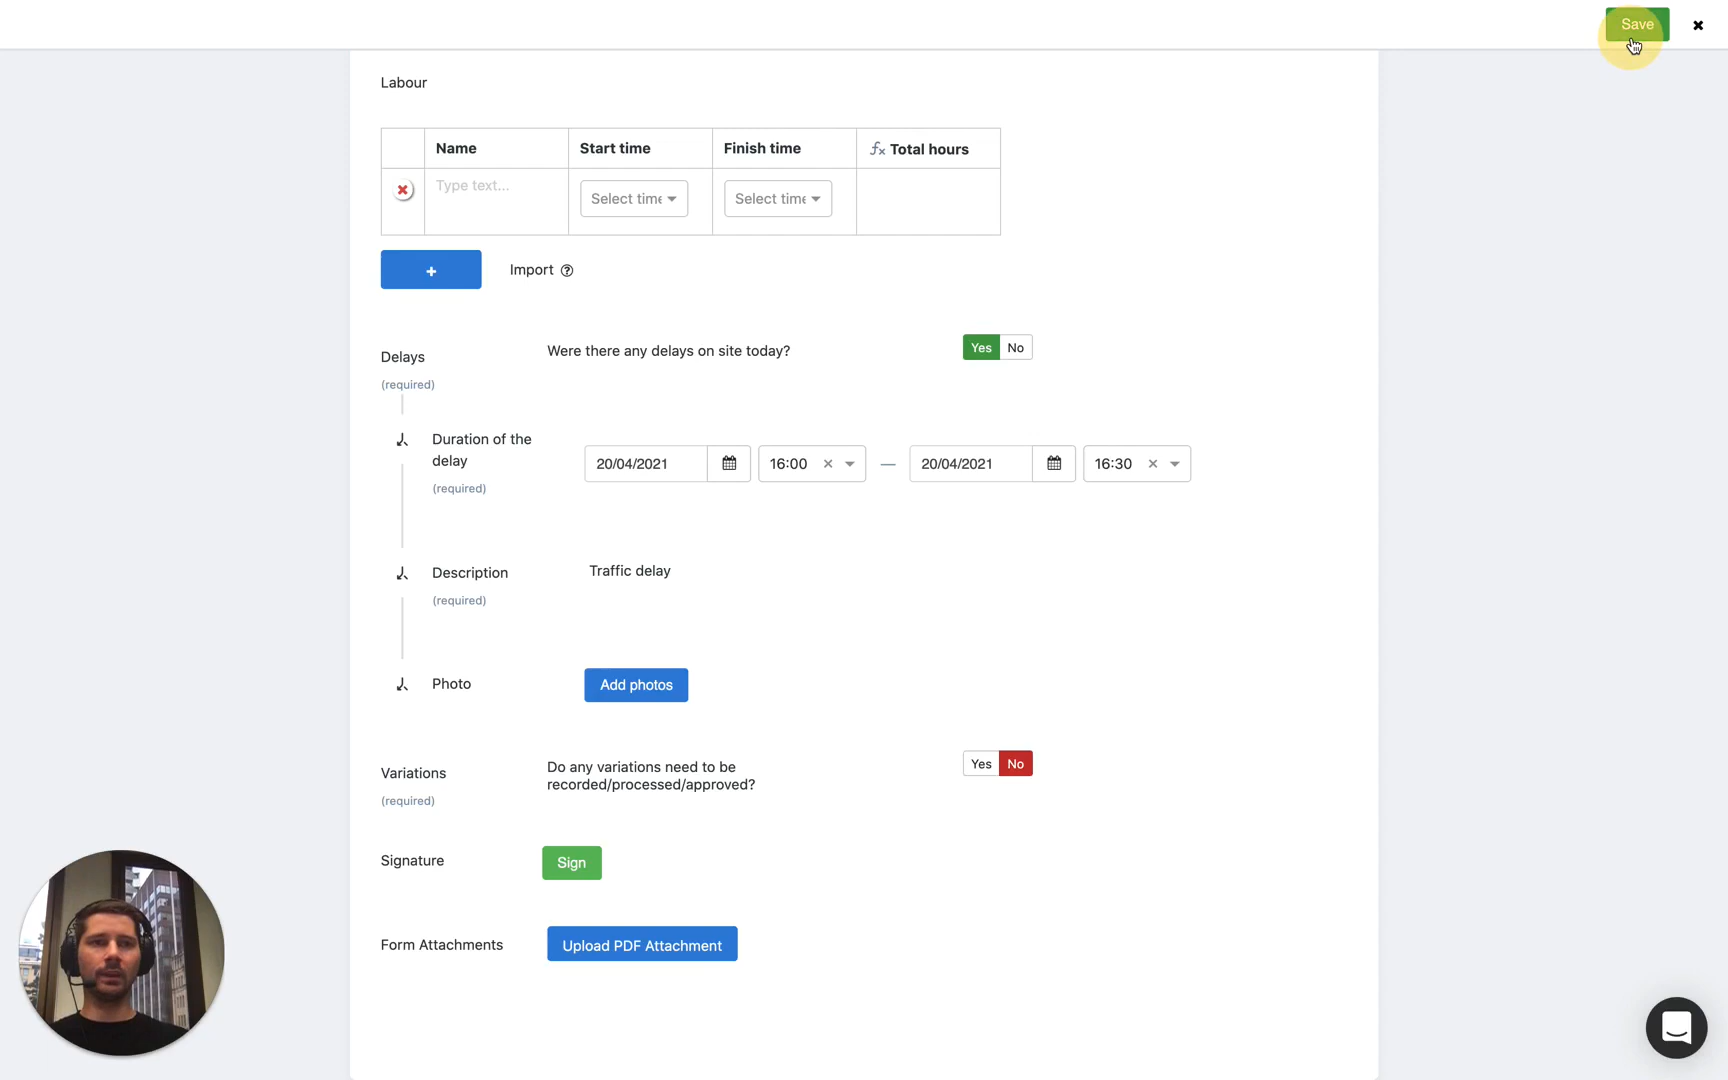 Save
Labour
Name Start time Finish time fx Total hours
Type text... Select time Select time
+ Import ?
Delays Were there any delays on site today? Yes No
(required)
Duration of the
delay
20/04/2021 16:00 × — 20/04/2021 16:30 ×
(required)
Description Traffic delay
(required)
Photo Add photos
Variations Do any variations need to be
recorded/processed/approved? Yes No
(required)
Signature Sign
Form Attachments Upload PDF Attachment